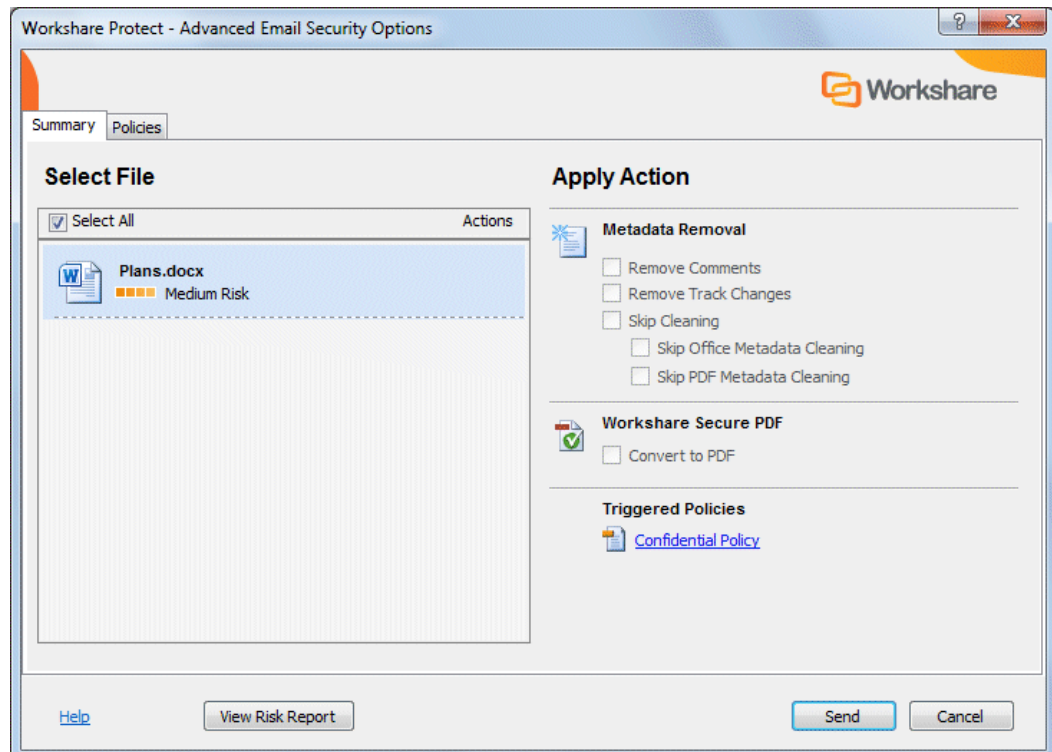 Workshare Protect - Advanced Email Security Options
Workshare
Summary
Policies
Select File
Select All
Actions
Plans.docx
Medium Risk
Apply Action
Metadata Removal
Remove Comments
Remove Track Changes
Skip Cleaning
Skip Office Metadata Cleaning
Skip PDF Metadata Cleaning
Workshare Secure PDF
Convert to PDF
Triggered Policies
Confidential Policy
Help
View Risk Report
Send
Cancel